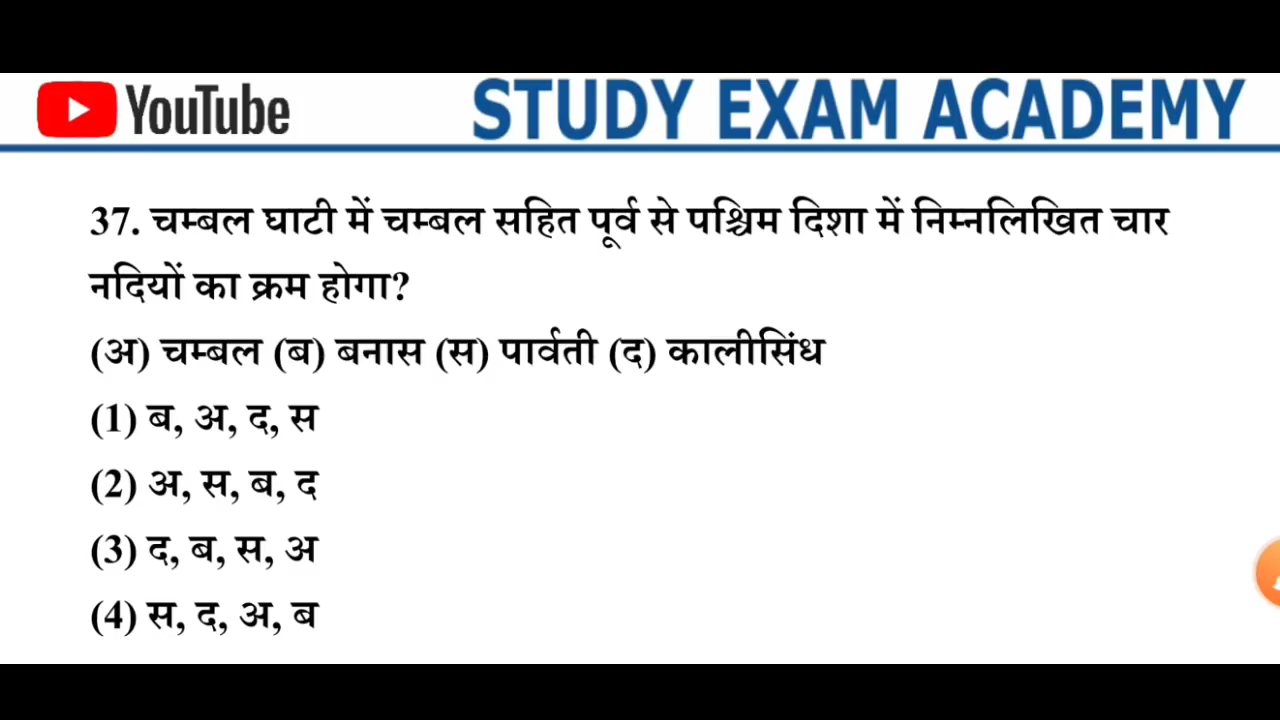 YouTube STUDY EXAM ACADEMY
37. चम्बल घाटी में चम्बल सहित पूर्व से पश्चिम दिशा में निम्नलिखित चार
नदियों का क्रम होगा?
(अ) चम्बल (ब) बनास (स) पार्वती (द) कालीसिंध
(1) ब, अ, द, स
(2) अ, स, ब, द
(3) द, ब, स, अ
(4) स, द, अ, ब